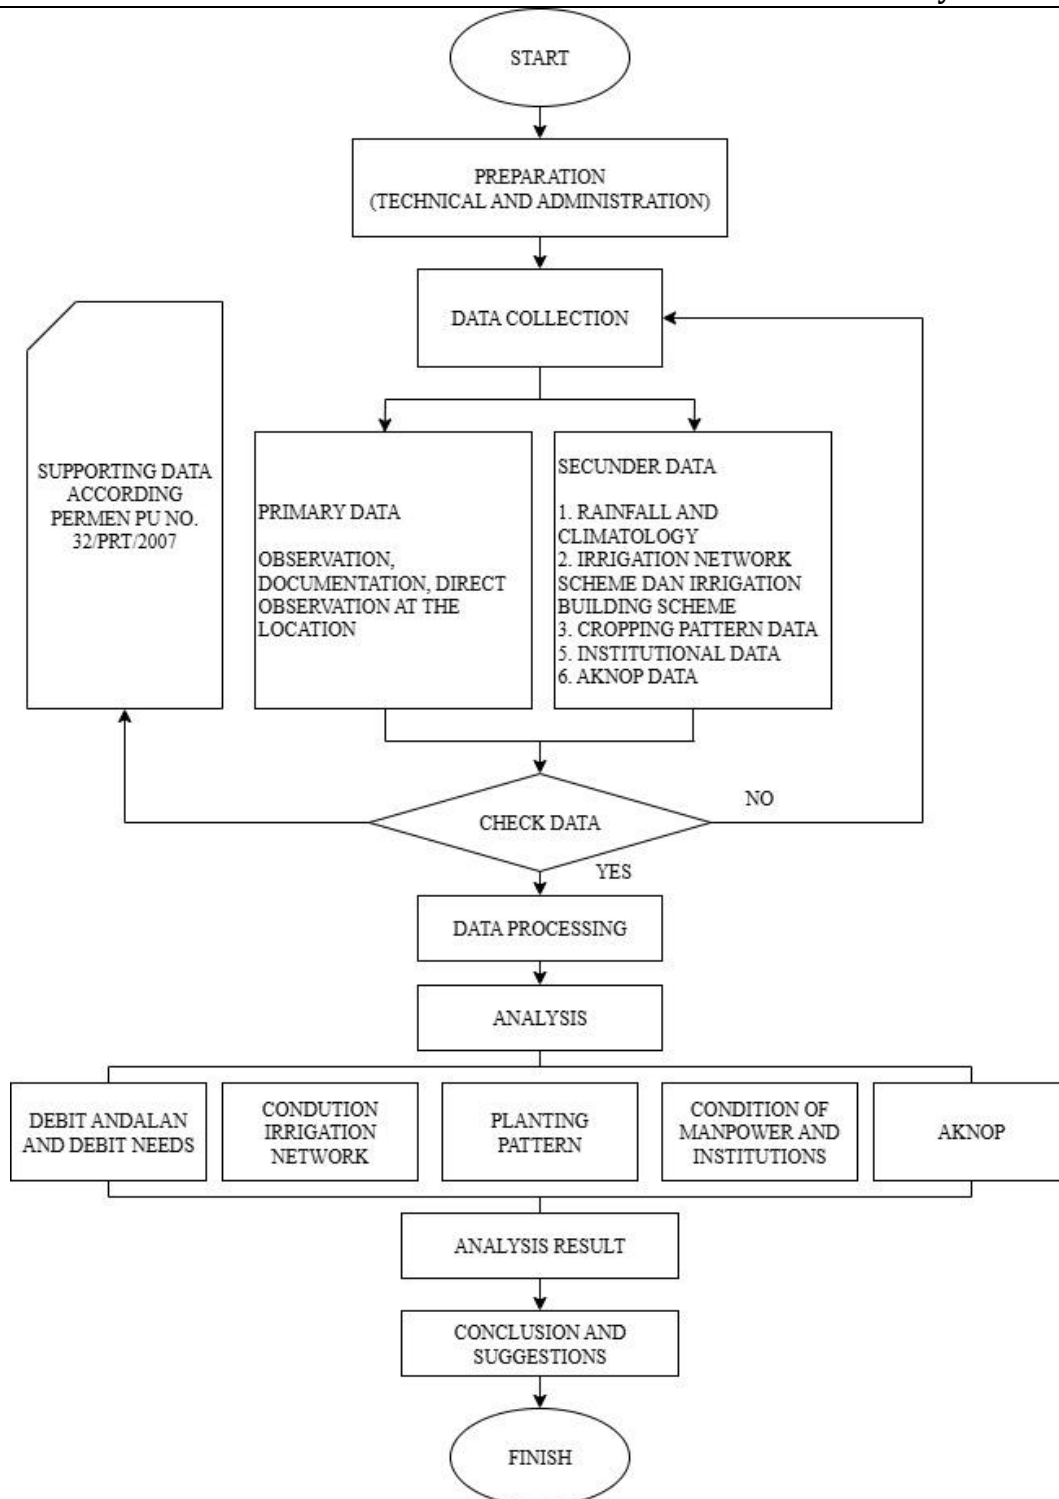 START
PREPARATION
(TECHNICAL AND ADMINISTRATION)
DATA COLLECTION
SUPPORTING DATA
ACCORDING
PERMEN PU NO.
32/PRT/2007
PRIMARY DATA
OBSERVATION,
DOCUMENTATION, DIRECT
OBSERVATION AT THE
LOCATION
SECUNDER DATA
1. RAINFALL AND
CLIMATOLOGY
2. IRRIGATION NETWORK
SCHEME DAN IRRIGATION
BUILDING SCHEME
3. CROPPING PATTERN DATA
5. INSTITUTIONAL DATA
6. AKNOP DATA
CHECK DATA
NO
YES
DATA PROCESSING
ANALYSIS
DEBIT ANDALAN
AND DEBIT NEEDS
CONDUTION
IRRIGATION
NETWORK
PLANTING
PATTERN
CONDITION OF
MANPOWER AND
INSTITUTIONS
AKNOP
ANALYSIS RESULT
CONCLUSION AND
SUGGESTIONS
FINISH